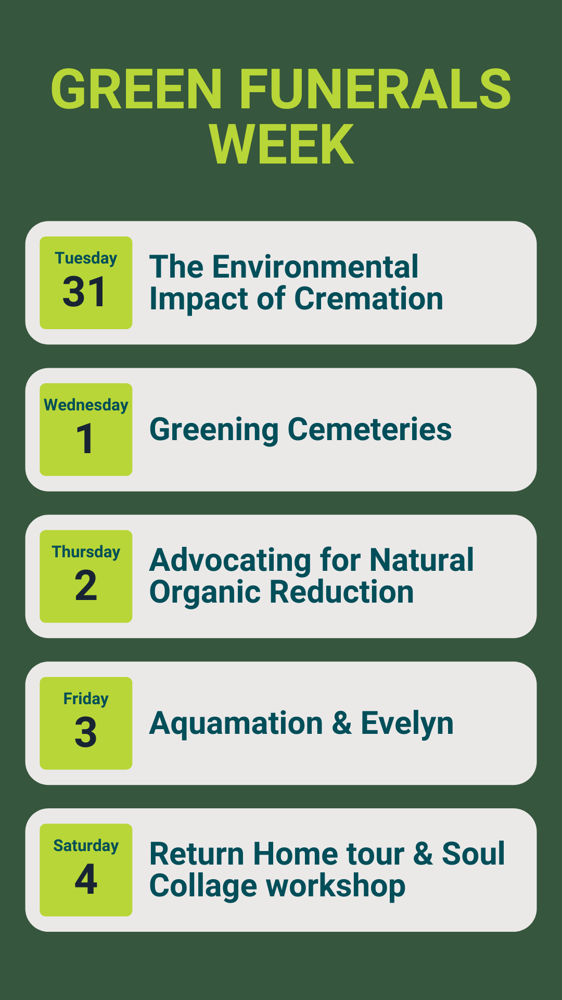 GREEN FUNERALS
WEEK
Tuesday
31
The Environmental
Impact of Cremation
Wednesday
1
Greening Cemeteries
Thursday
2
Advocating for Natural
Organic Reduction
Friday
3
Aquamation & Evelyn
Saturday
4
Return Home tour & Soul
Collage workshop